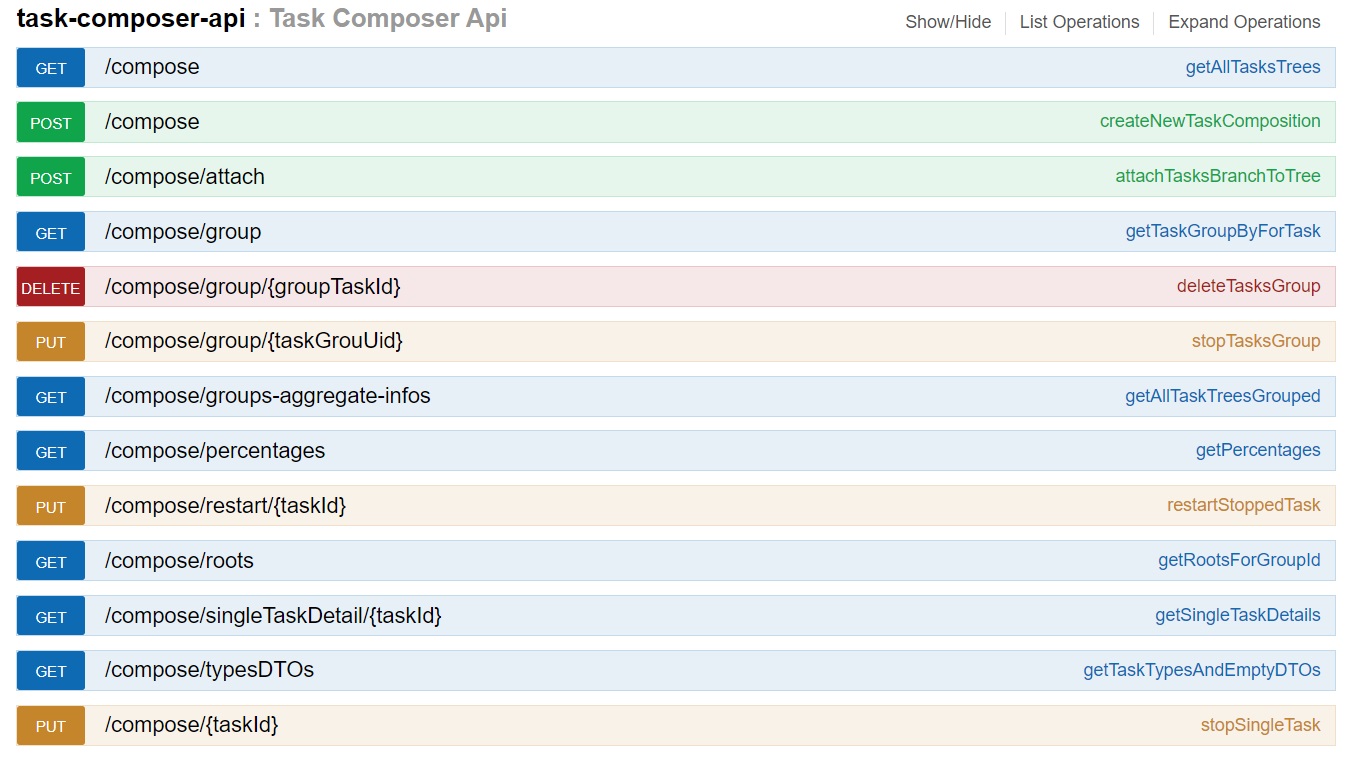 task-composer-api : Task Composer Api Show/Hide List Operations Expand Operations
GET /compose getAllTasksTrees
POST /compose createNewTaskComposition
POST /compose/attach attachTasksBranchToTree
GET /compose/group getTaskGroupByForTask
DELETE /compose/group/{groupTaskId} deleteTasksGroup
PUT /compose/group/{taskGrouUid} stopTasksGroup
GET /compose/groups-aggregate-infos getAllTaskTreesGrouped
GET /compose/percentages getPercentages
PUT /compose/restart/{taskId} restartStoppedTask
GET /compose/roots getRootsForGroupId
GET /compose/singleTaskDetail/{taskId} getSingleTaskDetails
GET /compose/typesDTOs getTaskTypesAndEmptyDTOs
PUT /compose/{taskId} stopSingleTask